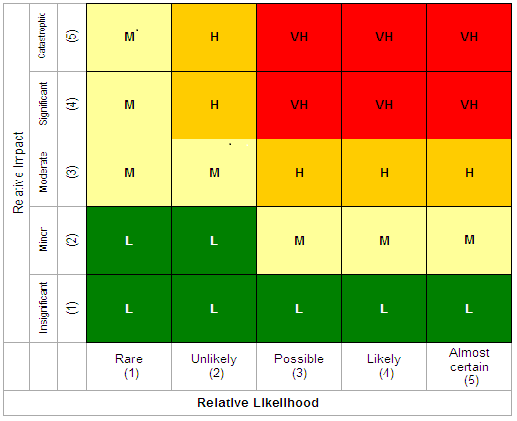 Relative Impact
Catastrophic (5) M H VH VH VH
Significant (4) M H VH VH VH
Moderate (3) M M H H H
Minor (2) L L M M M
Insignificant (1) L L L L L
Rare (1) Unlikely (2) Possible (3) Likely (4) Almost certain (5)
Relative Likelihood